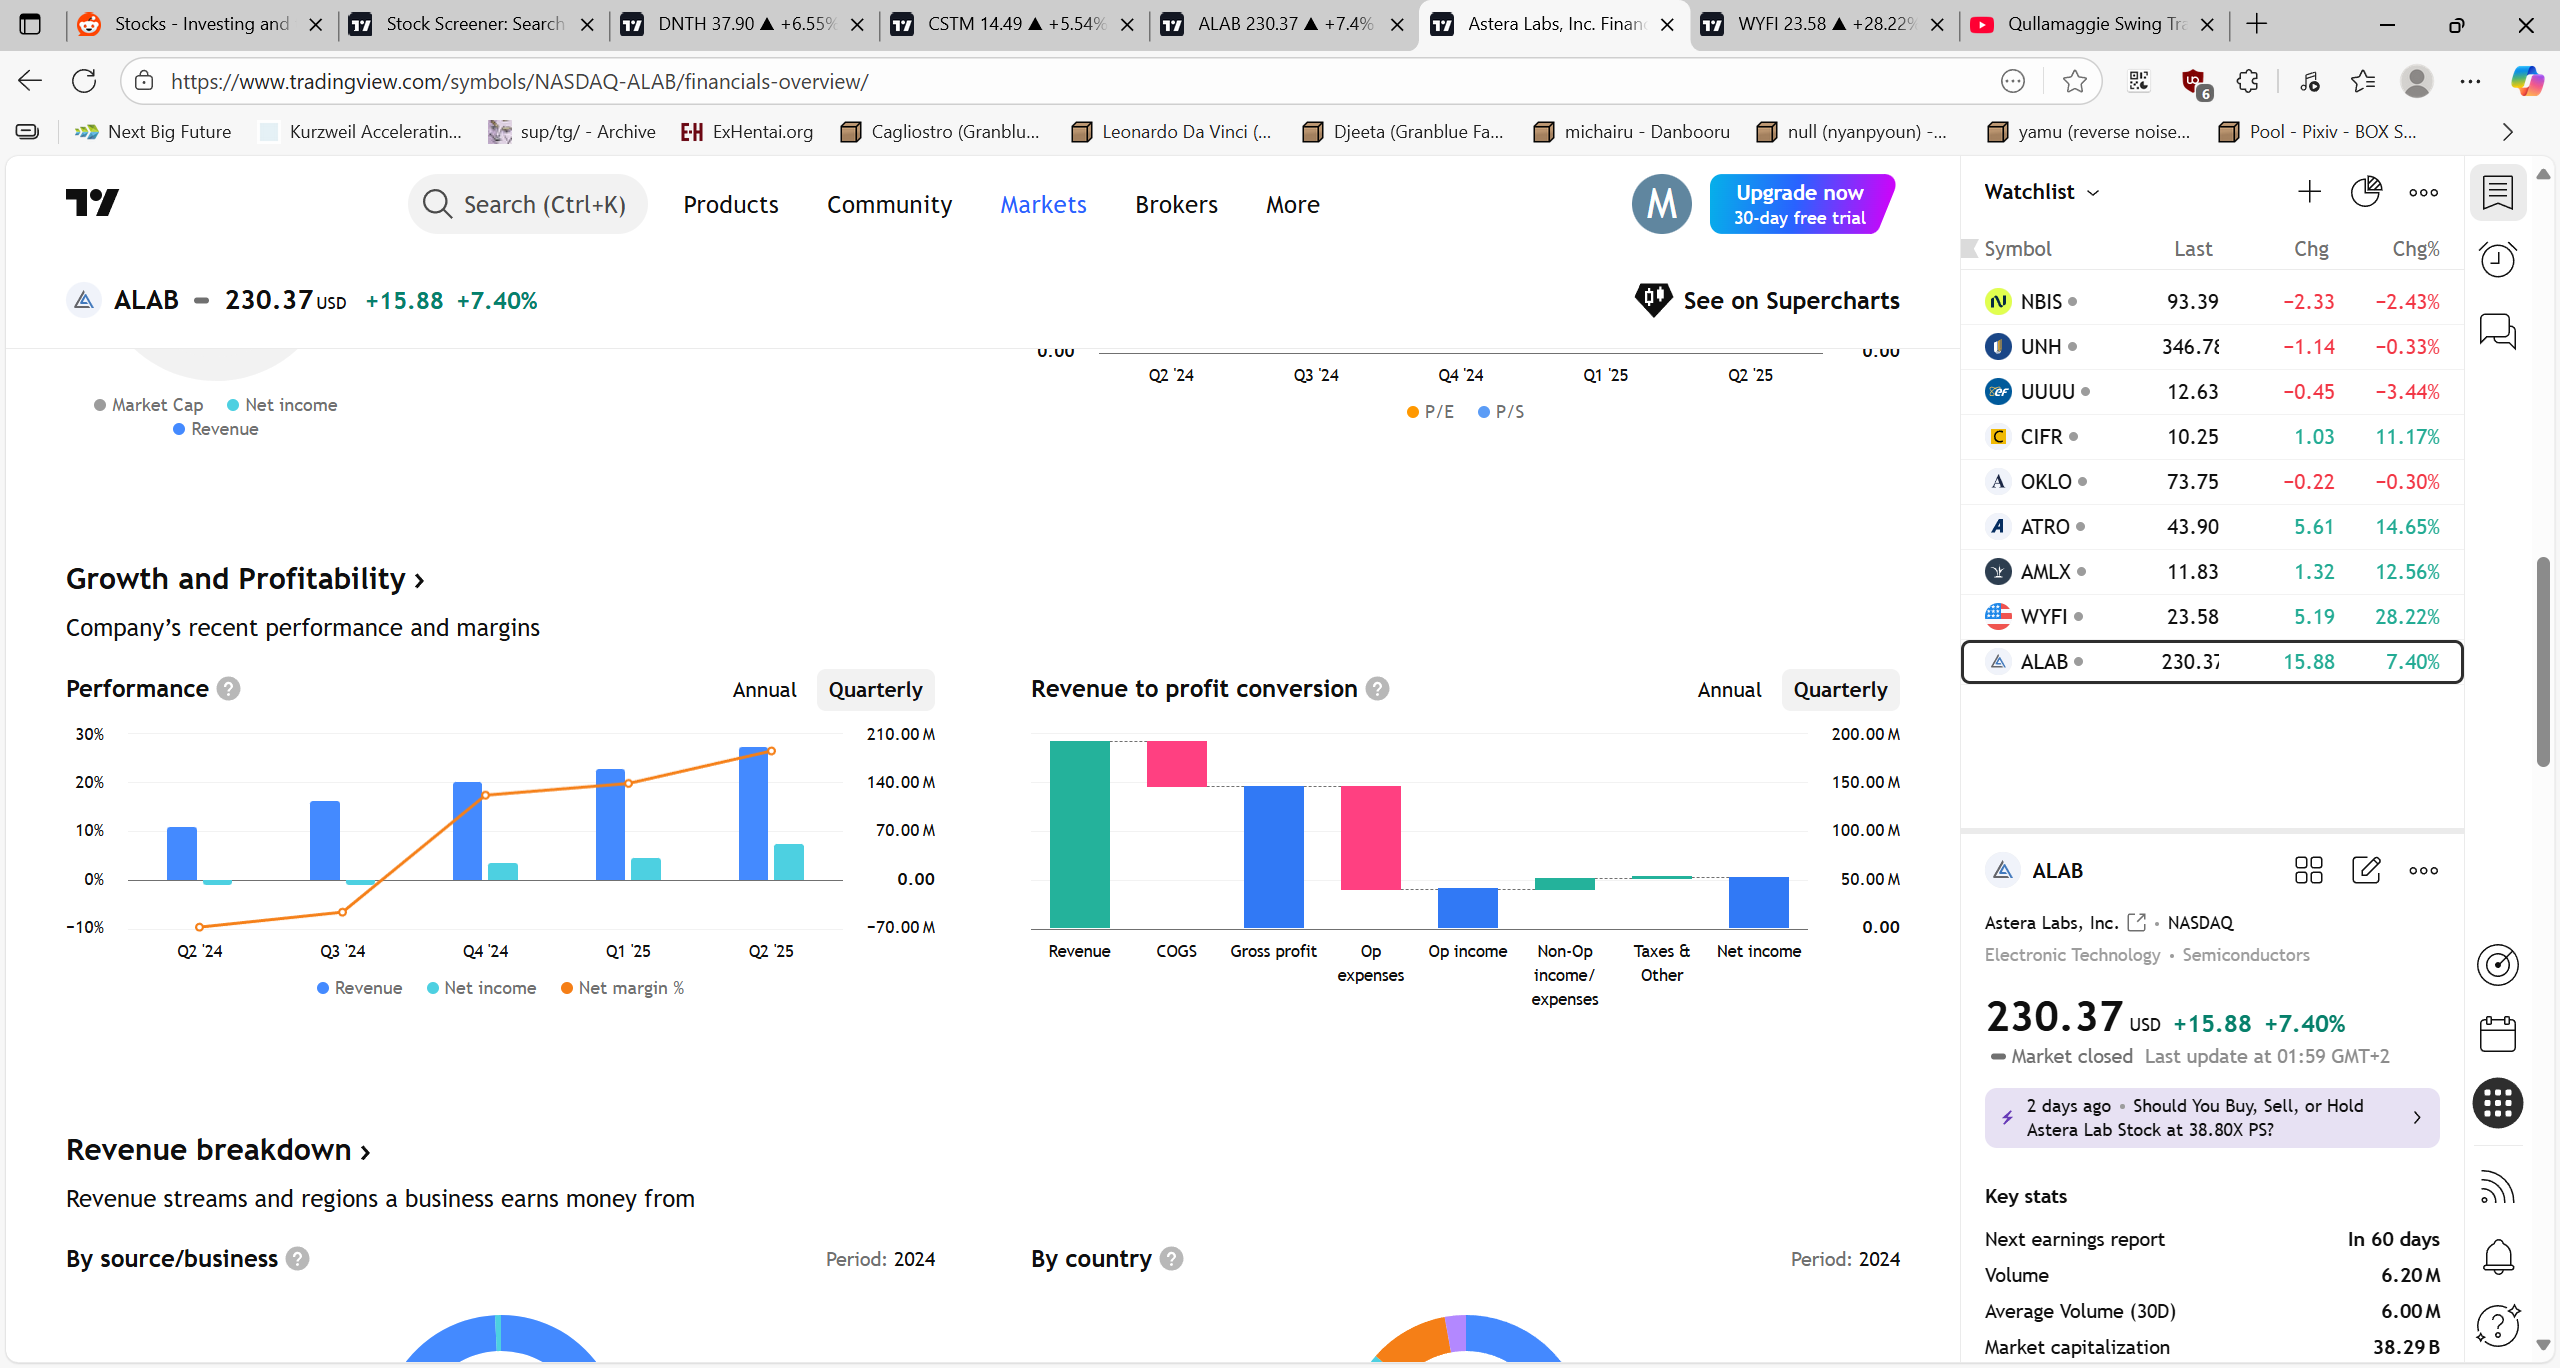 Stocks - Investing and
Stock Screener: Search
DNTH 37.90 ▲ +6.55%
CSTM 14.49 ▲ +5.54%
ALAB 230.37 ▲ +7.4%
Astera Labs, Inc. Finan
WYFI 23.58 ▲ +28.22%
Qullamaggie Swing Tra
https://www.tradingview.com/symbols/NASDAQ-ALAB/financials-overview/
6
Next Big Future
Kurzweil Acceleratin...
sup/tg/ - Archive
E-H ExHentai.org
Cagliostro (Granblu...
Leonardo Da Vinci (...
Djeeta (Granblue Fa...
michairu - Danbooru
null (nyanpyoun) -...
yamu (reverse noise...
Pool - Pixiv - BOX S...
Search (Ctrl+K)
Products
Community
Markets
Brokers
More
M
Upgrade now
30-day free trial
ALAB 230.37 USD +15.88 +7.40%
See on Supercharts
Market Cap Net income
Revenue
0.00 0.00
Q2 '24 Q3 '24 Q4 '24 Q1 '25 Q2 '25
P/E P/S
Growth and Profitability ›
Company’s recent performance and margins
Performance ? Annual Quarterly
30% 210.00 M
20% 140.00 M
10% 70.00 M
0% 0.00
−10% −70.00 M
Q2 '24 Q3 '24 Q4 '24 Q1 '25 Q2 '25
Revenue Net income Net margin %
Revenue to profit conversion ? Annual Quarterly
200.00 M
150.00 M
100.00 M
50.00 M
0.00
Revenue COGS Gross profit Op expenses Op income Non-Op income/ expenses Taxes & Other Net income
Revenue breakdown ›
Revenue streams and regions a business earns money from
By source/business ? Period: 2024
By country ? Period: 2024
Watchlist
Symbol Last Chg Chg%
NBIS 93.39 −2.33 −2.43%
UNH 346.78 −1.14 −0.33%
UUUU 12.63 −0.45 −3.44%
CIFR 10.25 1.03 11.17%
OKLO 73.75 −0.22 −0.30%
ATRO 43.90 5.61 14.65%
AMLX 11.83 1.32 12.56%
WYFI 23.58 5.19 28.22%
ALAB 230.37 15.88 7.40%
ALAB
Astera Labs, Inc. • NASDAQ
Electronic Technology • Semiconductors
230.37 USD +15.88 +7.40%
Market closed Last update at 01:59 GMT+2
2 days ago • Should You Buy, Sell, or Hold
Astera Lab Stock at 38.80X PS?
Key stats
Next earnings report In 60 days
Volume 6.20 M
Average Volume (30D) 6.00 M
Market capitalization 38.29 B